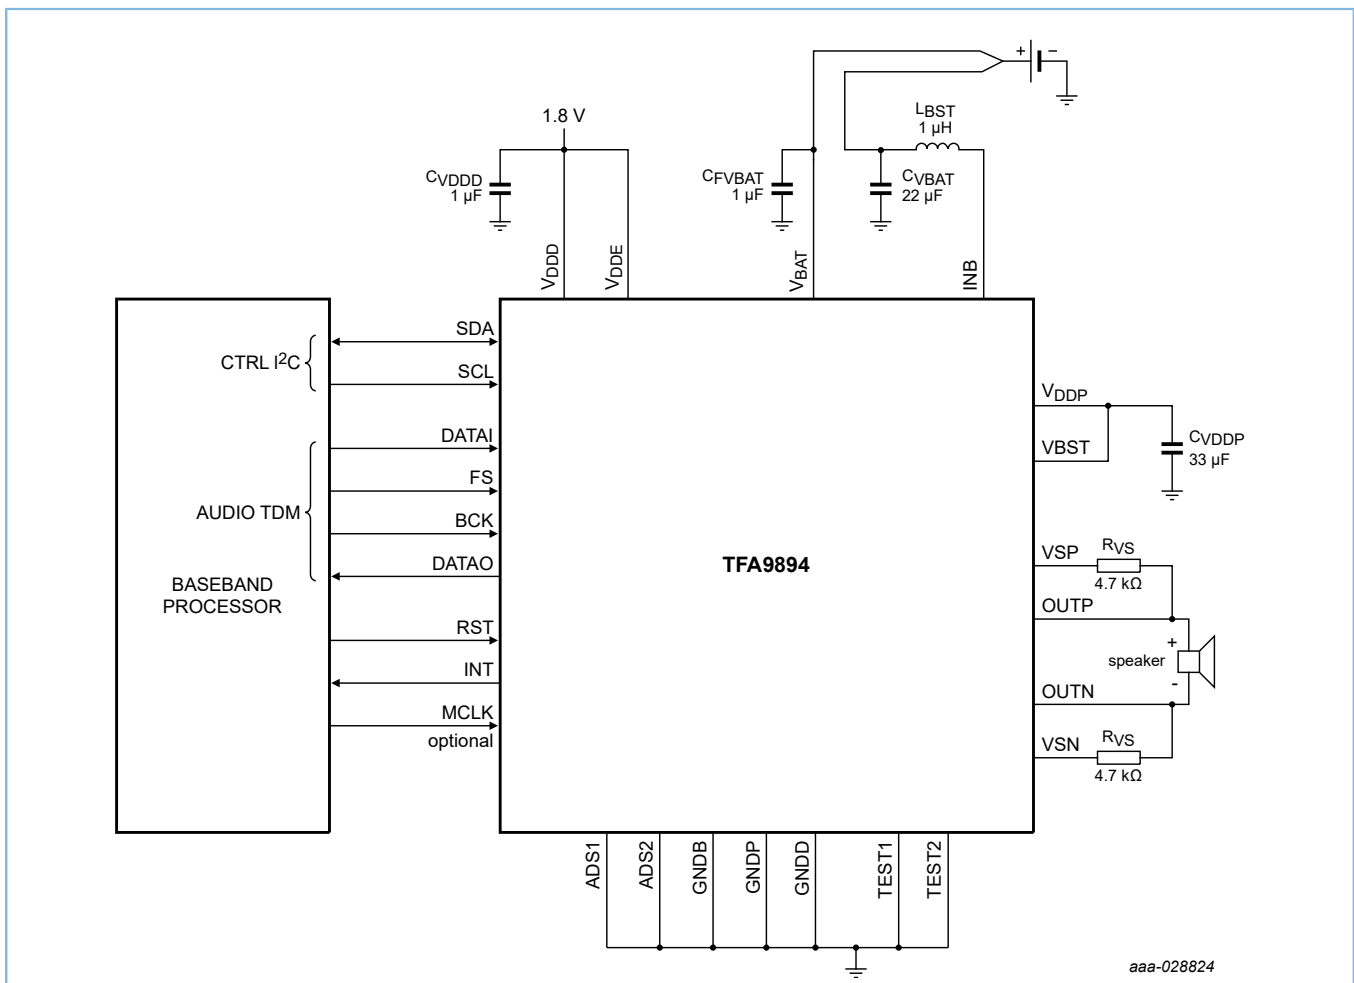 + −
LBST
1 µH
1.8 V
CVDDD
1 µF
CFVBAT
1 µF
CVBAT
22 µF
VDDD
VDDE
VBAT
INB
CTRL I2C
SDA
SCL
AUDIO TDM
DATAI
FS
BCK
DATAO
BASEBAND
PROCESSOR
RST
INT
MCLK
optional
TFA9894
VDDP
VBST
CVDDP
33 µF
VSP
RVS
4.7 kΩ
OUTP
+
speaker
-
OUTN
VSN
RVS
4.7 kΩ
ADS1
ADS2
GNDB
GNDP
GNDD
TEST1
TEST2
aaa-028824